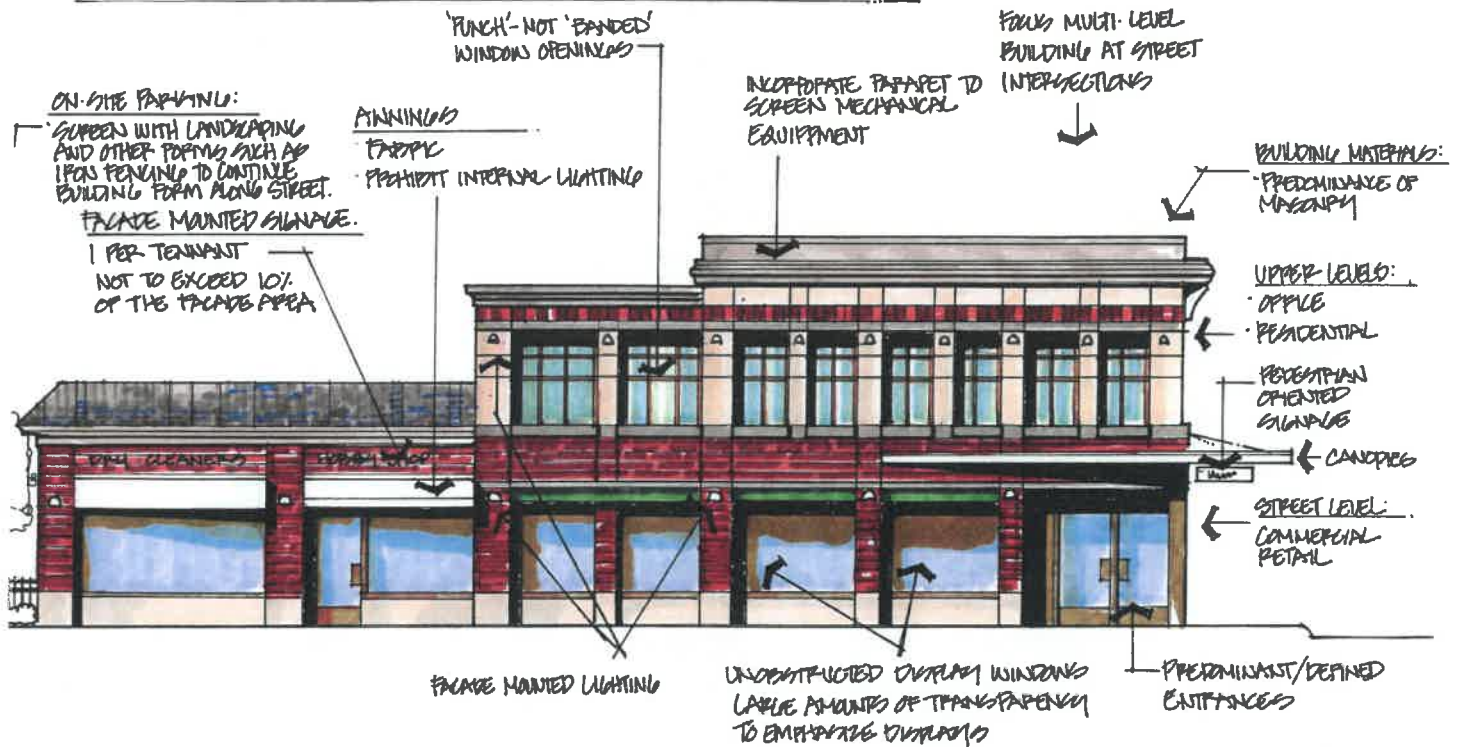 'PUNCH'-NOT 'BANDED'
WINDOW OPENINGS
FOCUS MULTI-LEVEL
BUILDING AT STREET
INTERSECTIONS
ON-SITE PARKING:
· SCREEN WITH LANDSCAPING
AND OTHER FORMS SUCH AS
IRON FENCING TO CONTINUE
BUILDING FORM ALONG STREET.
AWNINGS
· FABRIC
· PROHIBIT INTERNAL LIGHTING
INCORPORATE PARAPET TO
SCREEN MECHANICAL
EQUIPPMENT
BUILDING MATERIALS:
· PREDOMINANCE OF
MASONRY
FACADE MOUNTED SIGNAGE.
1 PER TENNANT
NOT TO EXCEED 10%
OF THE FACADE AREA
UPPER LEVELS:
· OFFICE
· RESIDENTIAL
PEDESTRIAN
ORIENTED
SIGNAGE
CANOPIES
DRY CLEANERS
SHOP
STREET LEVEL:
COMMERCIAL
RETAIL
FACADE MOUNTED LIGHTING
UNOBSTRUCTED DISPLAY WINDOWS
LARGE AMOUNTS OF TRANSPARENCY
TO EMPHASIZE DISPLAYS
PREDOMINANT/DEFINED
ENTRANCES